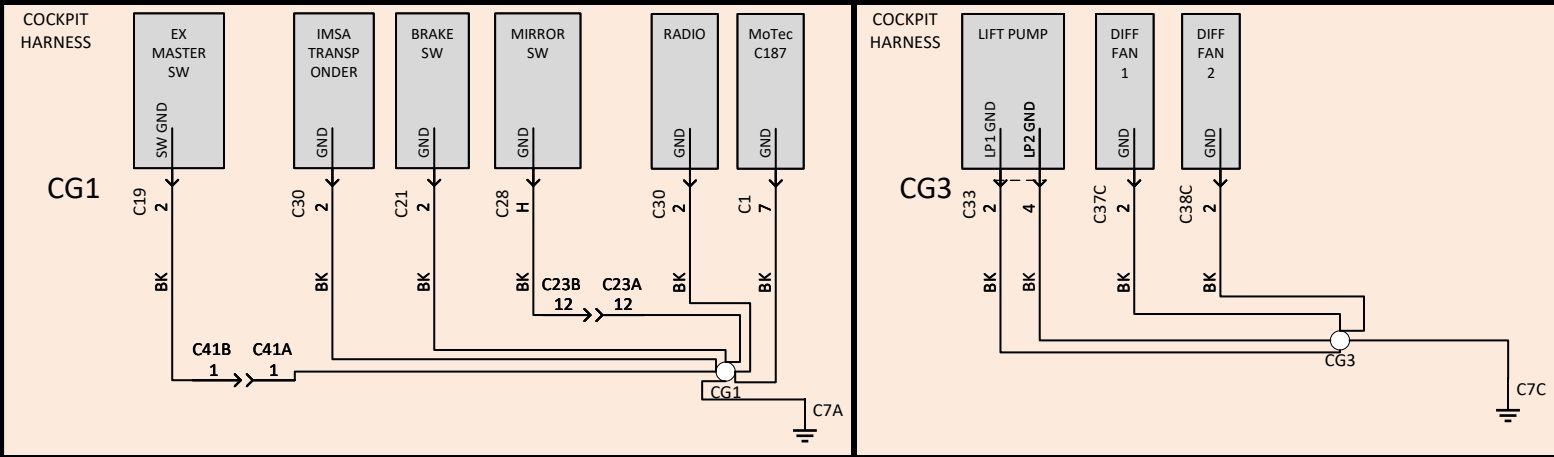 COCKPIT
HARNESS
EX
MASTER
SW
SW GND
IMSA
TRANSP
ONDER
GND
BRAKE
SW
GND
MIRROR
SW
GND
RADIO
GND
MoTec
C187
GND
CG1
C19
2
C30
2
C21
2
C28
H
C30
2
C1
7
BK
BK
BK
BK
BK
BK
C23B
12
C23A
12
C41B
1
C41A
1
CG1
C7A
COCKPIT
HARNESS
LIFT PUMP
LP1 GND
LP2 GND
DIFF
FAN
1
GND
DIFF
FAN
2
GND
CG3
C33
2
4
C37C
2
C38C
2
BK
BK
BK
BK
CG3
C7C